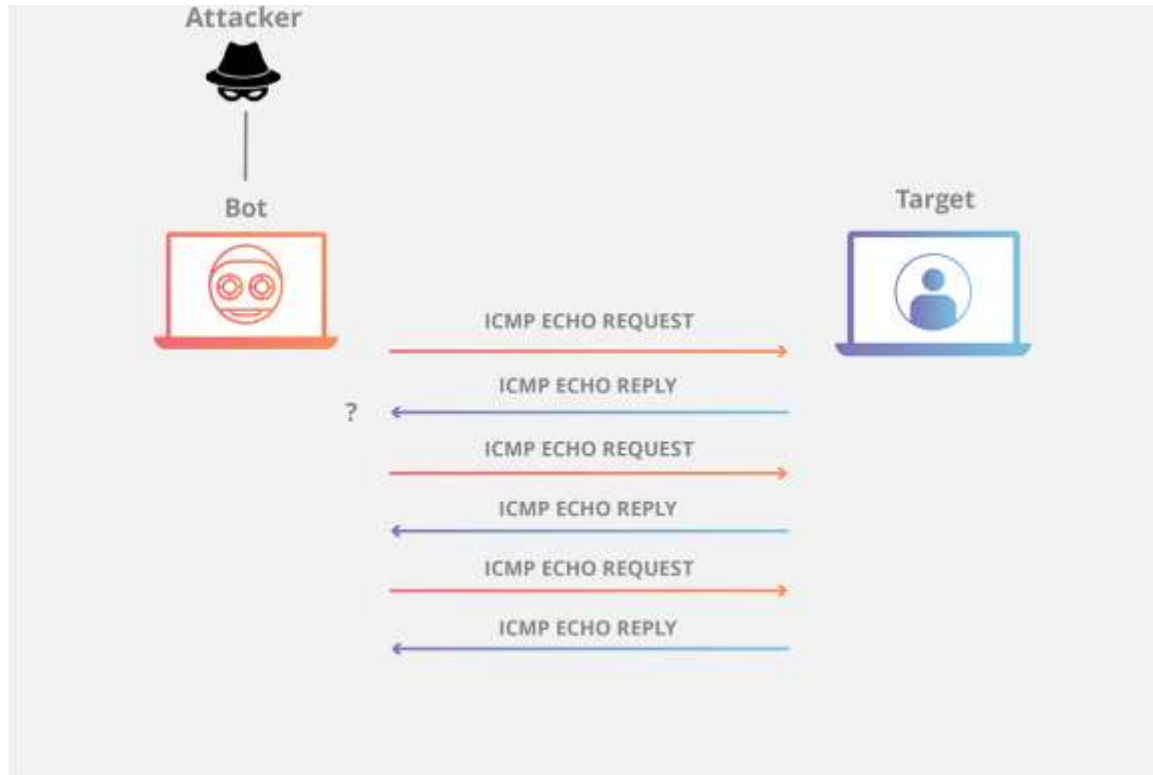 Attacker
Bot
Target
ICMP ECHO REQUEST
ICMP ECHO REPLY
?
ICMP ECHO REQUEST
ICMP ECHO REPLY
ICMP ECHO REQUEST
ICMP ECHO REPLY